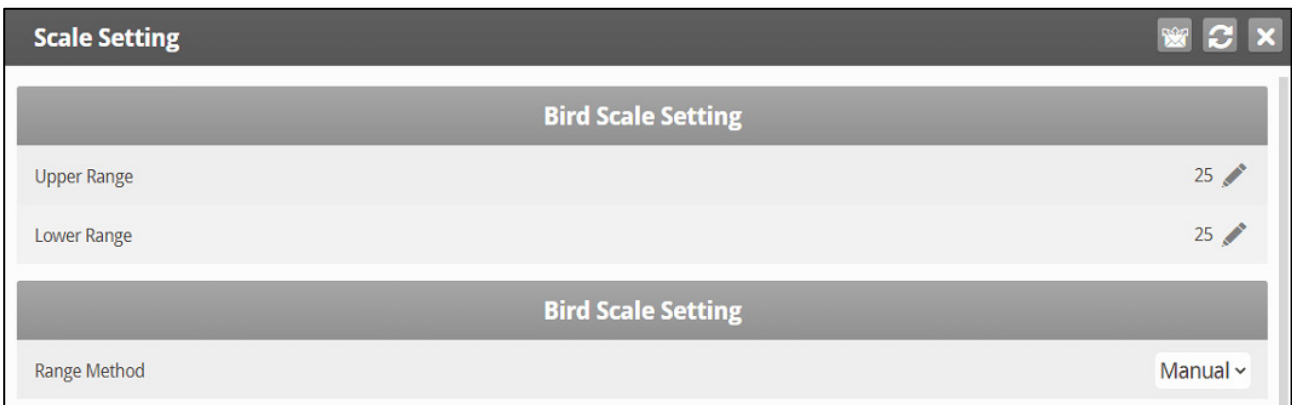 Scale Setting
Bird Scale Setting
Upper Range 25
Lower Range 25
Bird Scale Setting
Range Method Manual